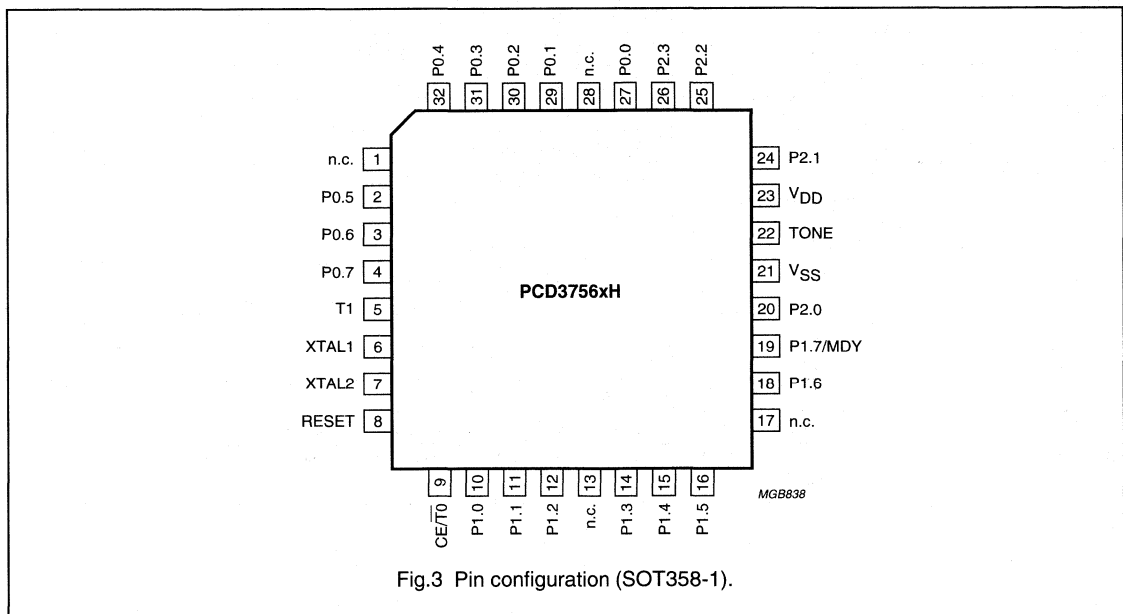 P0.4 P0.3 P0.2 P0.1 n.c. P0.0 P2.3 P2.2
32 31 30 29 28 27 26 25
n.c. 1
P0.5 2
P0.6 3
P0.7 4
T1 5
XTAL1 6
XTAL2 7
RESET 8
PCD3756xH
24 P2.1
23 VDD
22 TONE
21 VSS
20 P2.0
19 P1.7/MDY
18 P1.6
17 n.c.
9 10 11 12 13 14 15 16
CE/T0 P1.0 P1.1 P1.2 n.c. P1.3 P1.4 P1.5
MGB838
Fig.3 Pin configuration (SOT358-1).